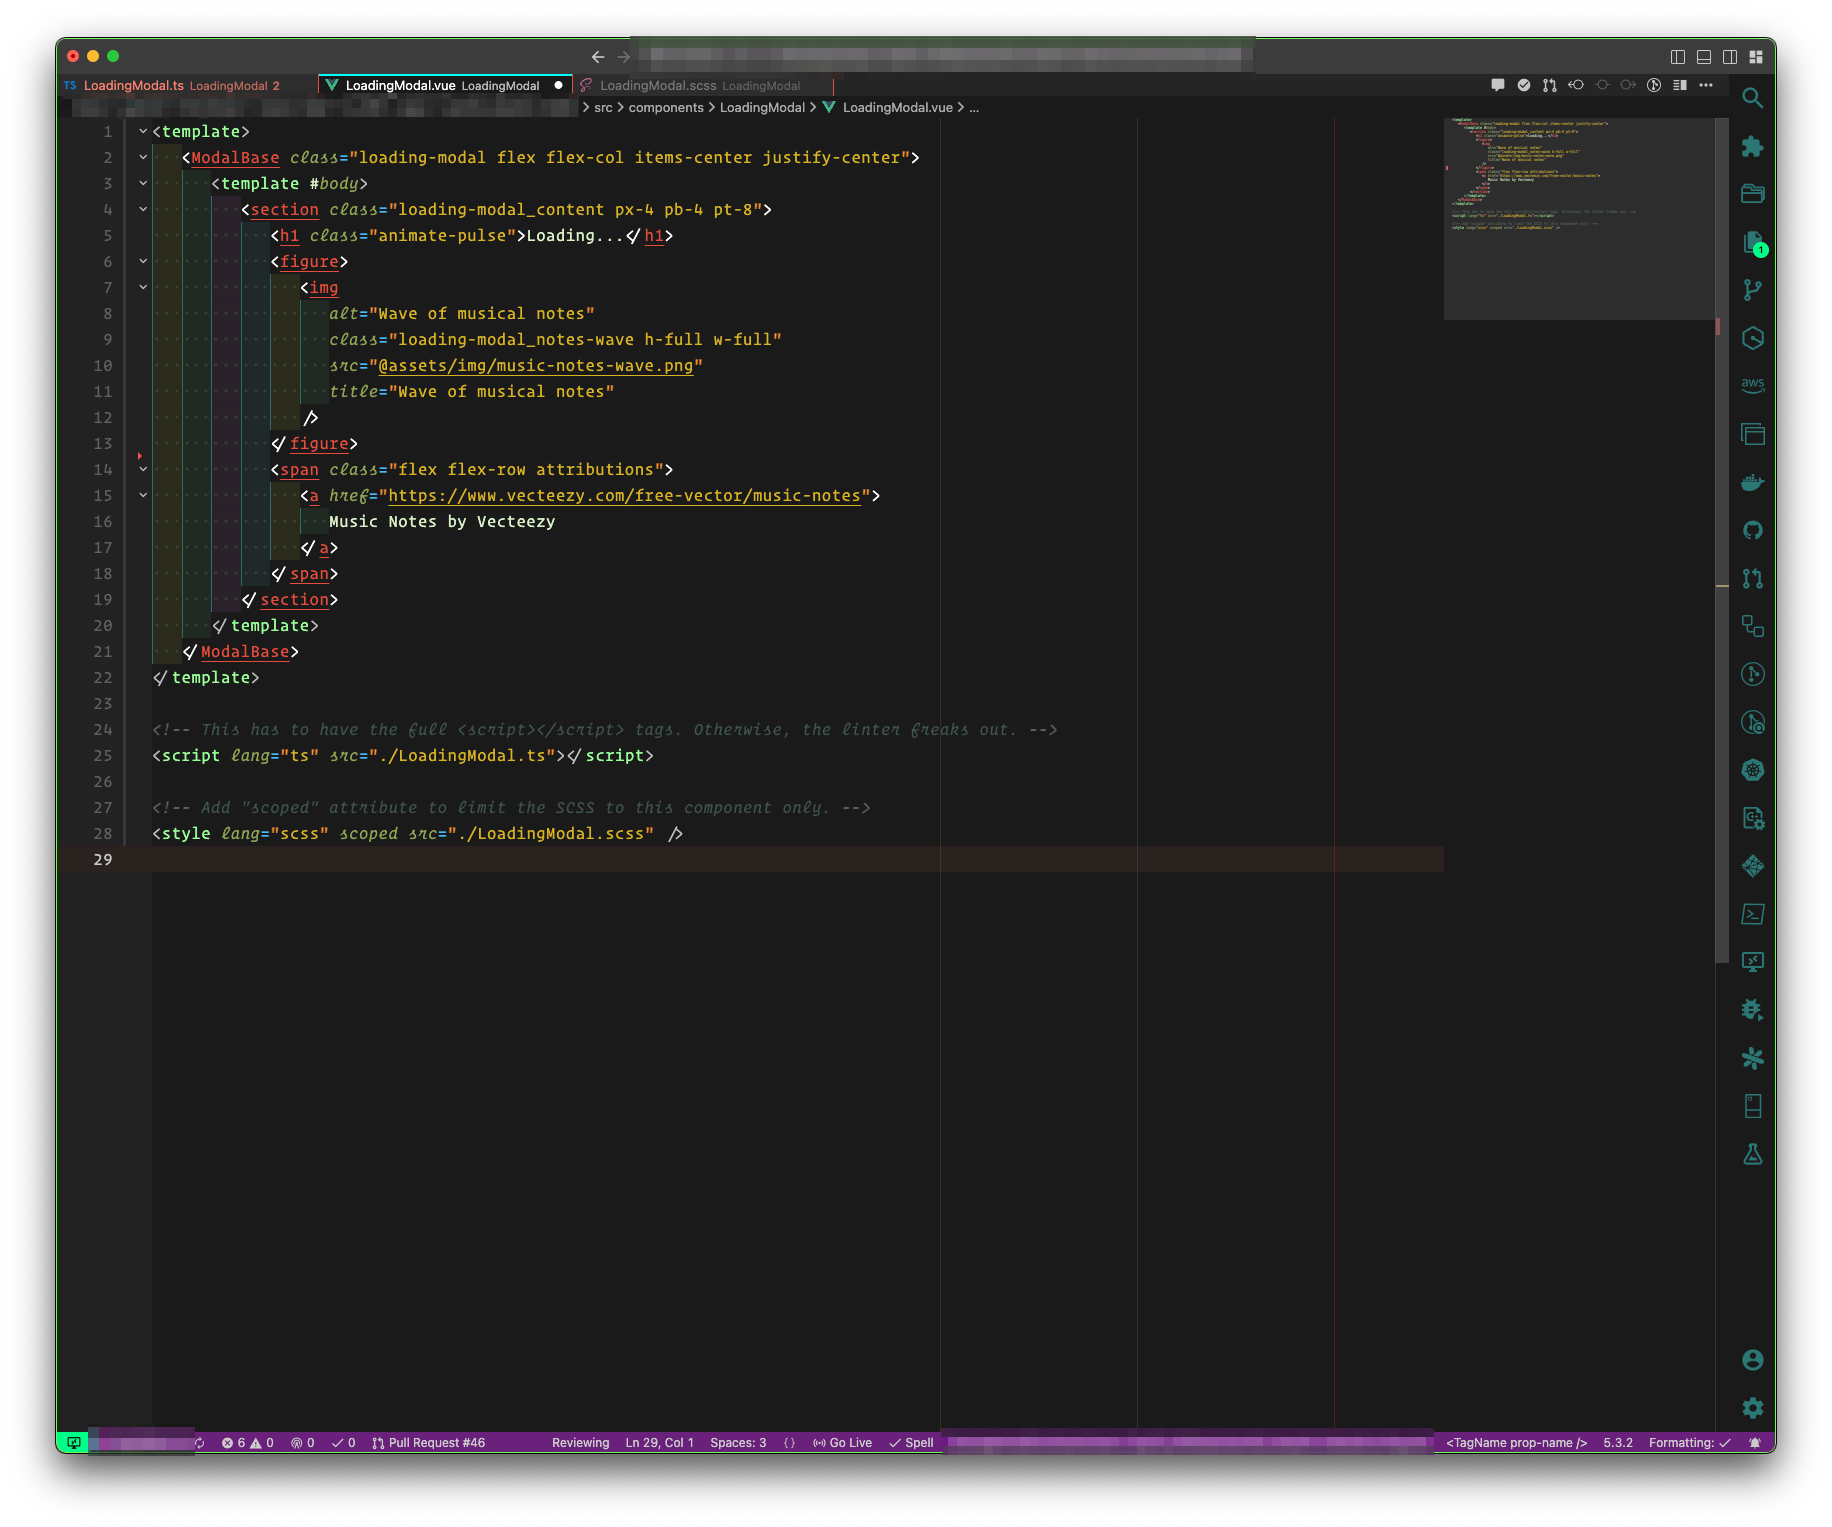 TS LoadingModal.ts LoadingModal 2 LoadingModal.vue LoadingModal LoadingModal.scss LoadingModal
> src > components > LoadingModal > LoadingModal.vue > ...
1 <template>
2 <ModalBase class="loading-modal flex flex-col items-center justify-center">
3 <template #body>
4 <section class="loading-modal_content px-4 pb-4 pt-8">
5 <h1 class="animate-pulse">Loading...</h1>
6 <figure>
7 <img
8 alt="Wave of musical notes"
9 class="loading-modal_notes-wave h-full w-full"
10 src="@assets/img/music-notes-wave.png"
11 title="Wave of musical notes"
12 />
13 </figure>
14 <span class="flex flex-row attributions">
15 <a href="https://www.vecteezy.com/free-vector/music-notes">
16 Music Notes by Vecteezy
17 </a>
18 </span>
19 </section>
20 </template>
21 </ModalBase>
22 </template>
23
24 <!-- This has to have the full <script></script> tags. Otherwise, the linter freaks out. -->
25 <script lang="ts" src="./LoadingModal.ts"></script>
26
27 <!-- Add "scoped" attribute to limit the SCSS to this component only. -->
28 <style lang="scss" scoped src="./LoadingModal.scss" />
29
1
aws
6 0 0 0 Pull Request #46 Reviewing Ln 29, Col 1 Spaces: 3 {} Go Live Spell <TagName prop-name /> 5.3.2 Formatting: